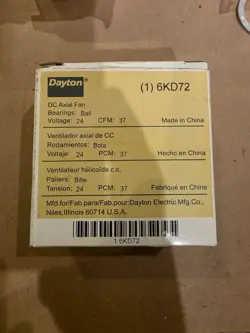 Dayton®
(1) 6KD72
DC Axial Fan
Bearings: Ball
Voltage: 24 CFM: 37 Made in China
Ventilador axial de CC
Rodamientos: Bola
Voltaje: 24 PCM: 37 Hecho en China
Ventilateur hélicoïde c.c.
Paliers: Bille
Tension: 24 PCM: 37 Fabriqué en China
Mfd.for/Fab.para/Fab.pour:Dayton Electric Mfg.Co.,
Niles,Illinois 60714 U.S.A.
1 6KD72